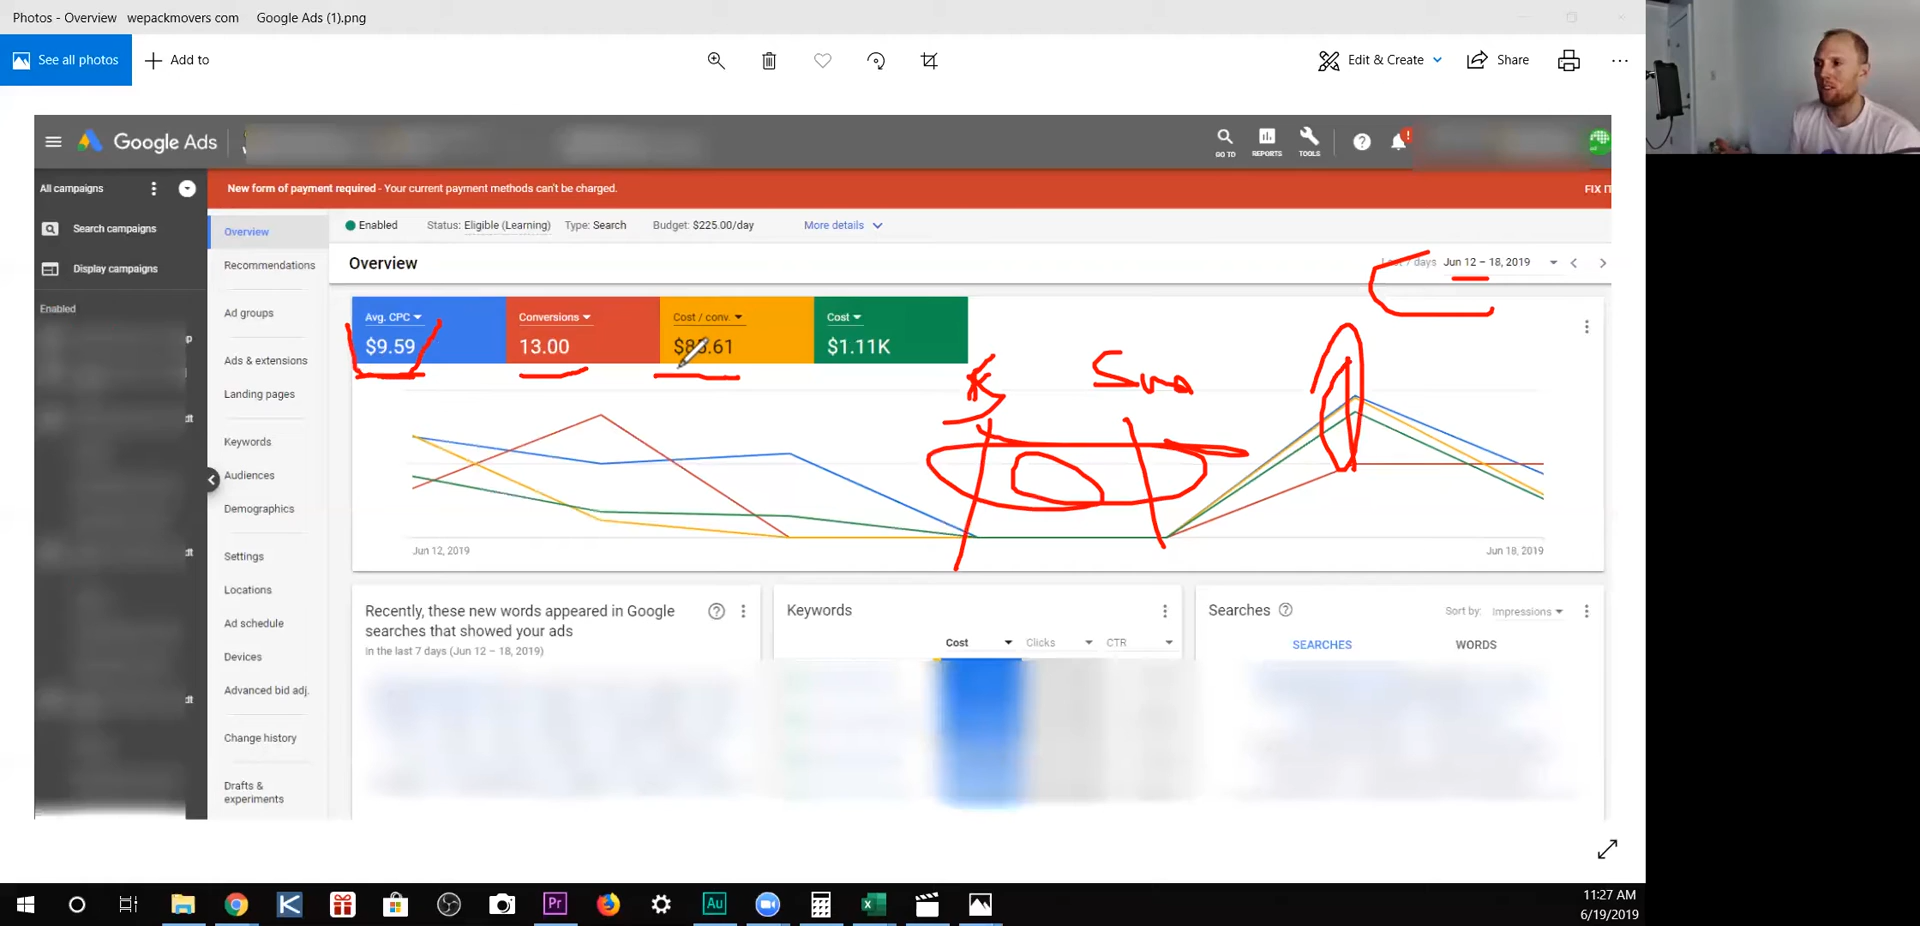 Photos - Overview wepackmovers com Google Ads (1).png
See all photos
Add to
Edit & Create
Share
Google Ads
GO TO
REPORTS
TOOLS
All campaigns
New form of payment required - Your current payment methods can't be charged.
FIX IT
Search campaigns
Display campaigns
Enabled
Overview
Recommendations
Ad groups
Ads & extensions
Landing pages
Keywords
Audiences
Demographics
Settings
Locations
Ad schedule
Devices
Advanced bid adj.
Change history
Drafts &
experiments
Enabled Status: Eligible (Learning) Type: Search Budget: $225.00/day More details
Overview
Last 7 days Jun 12 – 18, 2019
Avg. CPC
$9.59
Conversions
13.00
Cost / conv.
Cost
$1.11K
Jun 12, 2019
Jun 18, 2019
Recently, these new words appeared in Google
searches that showed your ads
In the last 7 days (Jun 12 – 18, 2019)
Keywords
Cost Clicks CTR
Searches
Sort by: Impressions
SEARCHES WORDS
Pr
Au
11:27 AM
6/19/2019